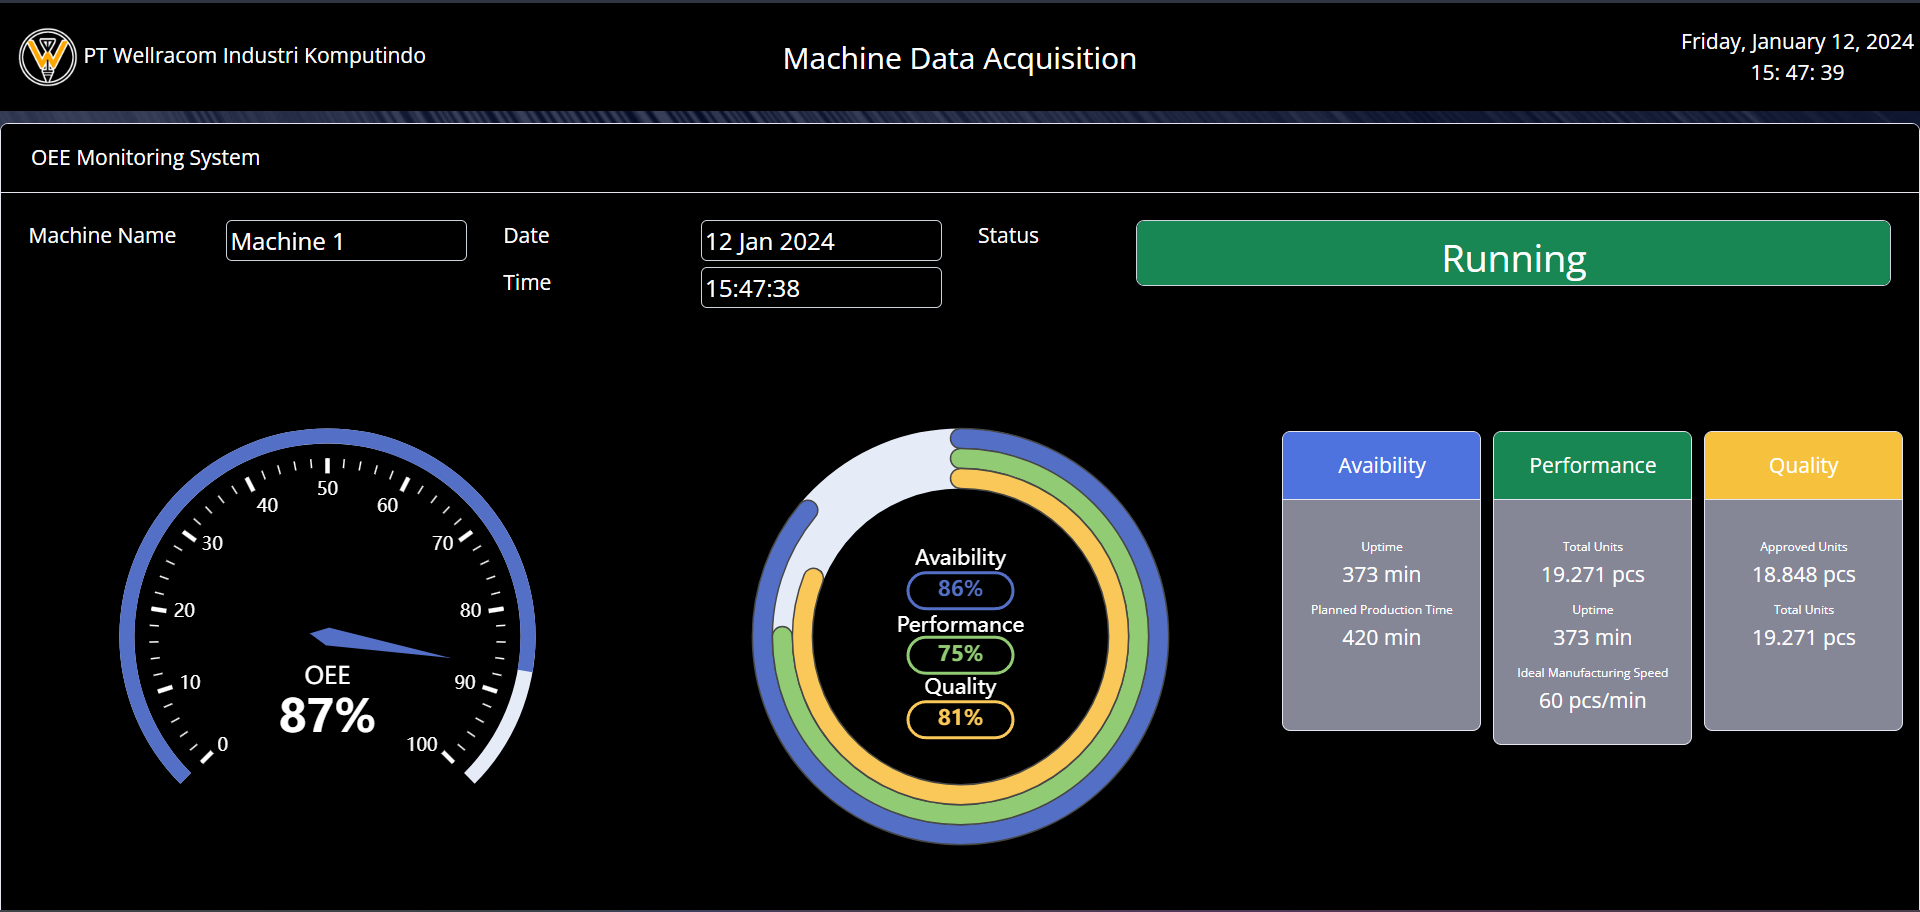 PT Wellracom Industri Komputindo
Machine Data Acquisition
Friday, January 12, 2024
15: 47: 39
OEE Monitoring System
Machine Name
Machine 1
Date
12 Jan 2024
Time
15:47:38
Status
Running
0
10
20
30
40
50
60
70
80
90
100
OEE
87%
Avaibility
86%
Performance
75%
Quality
81%
Avaibility
Uptime
373 min
Planned Production Time
420 min
Performance
Total Units
19.271 pcs
Uptime
373 min
Ideal Manufacturing Speed
60 pcs/min
Quality
Approved Units
18.848 pcs
Total Units
19.271 pcs